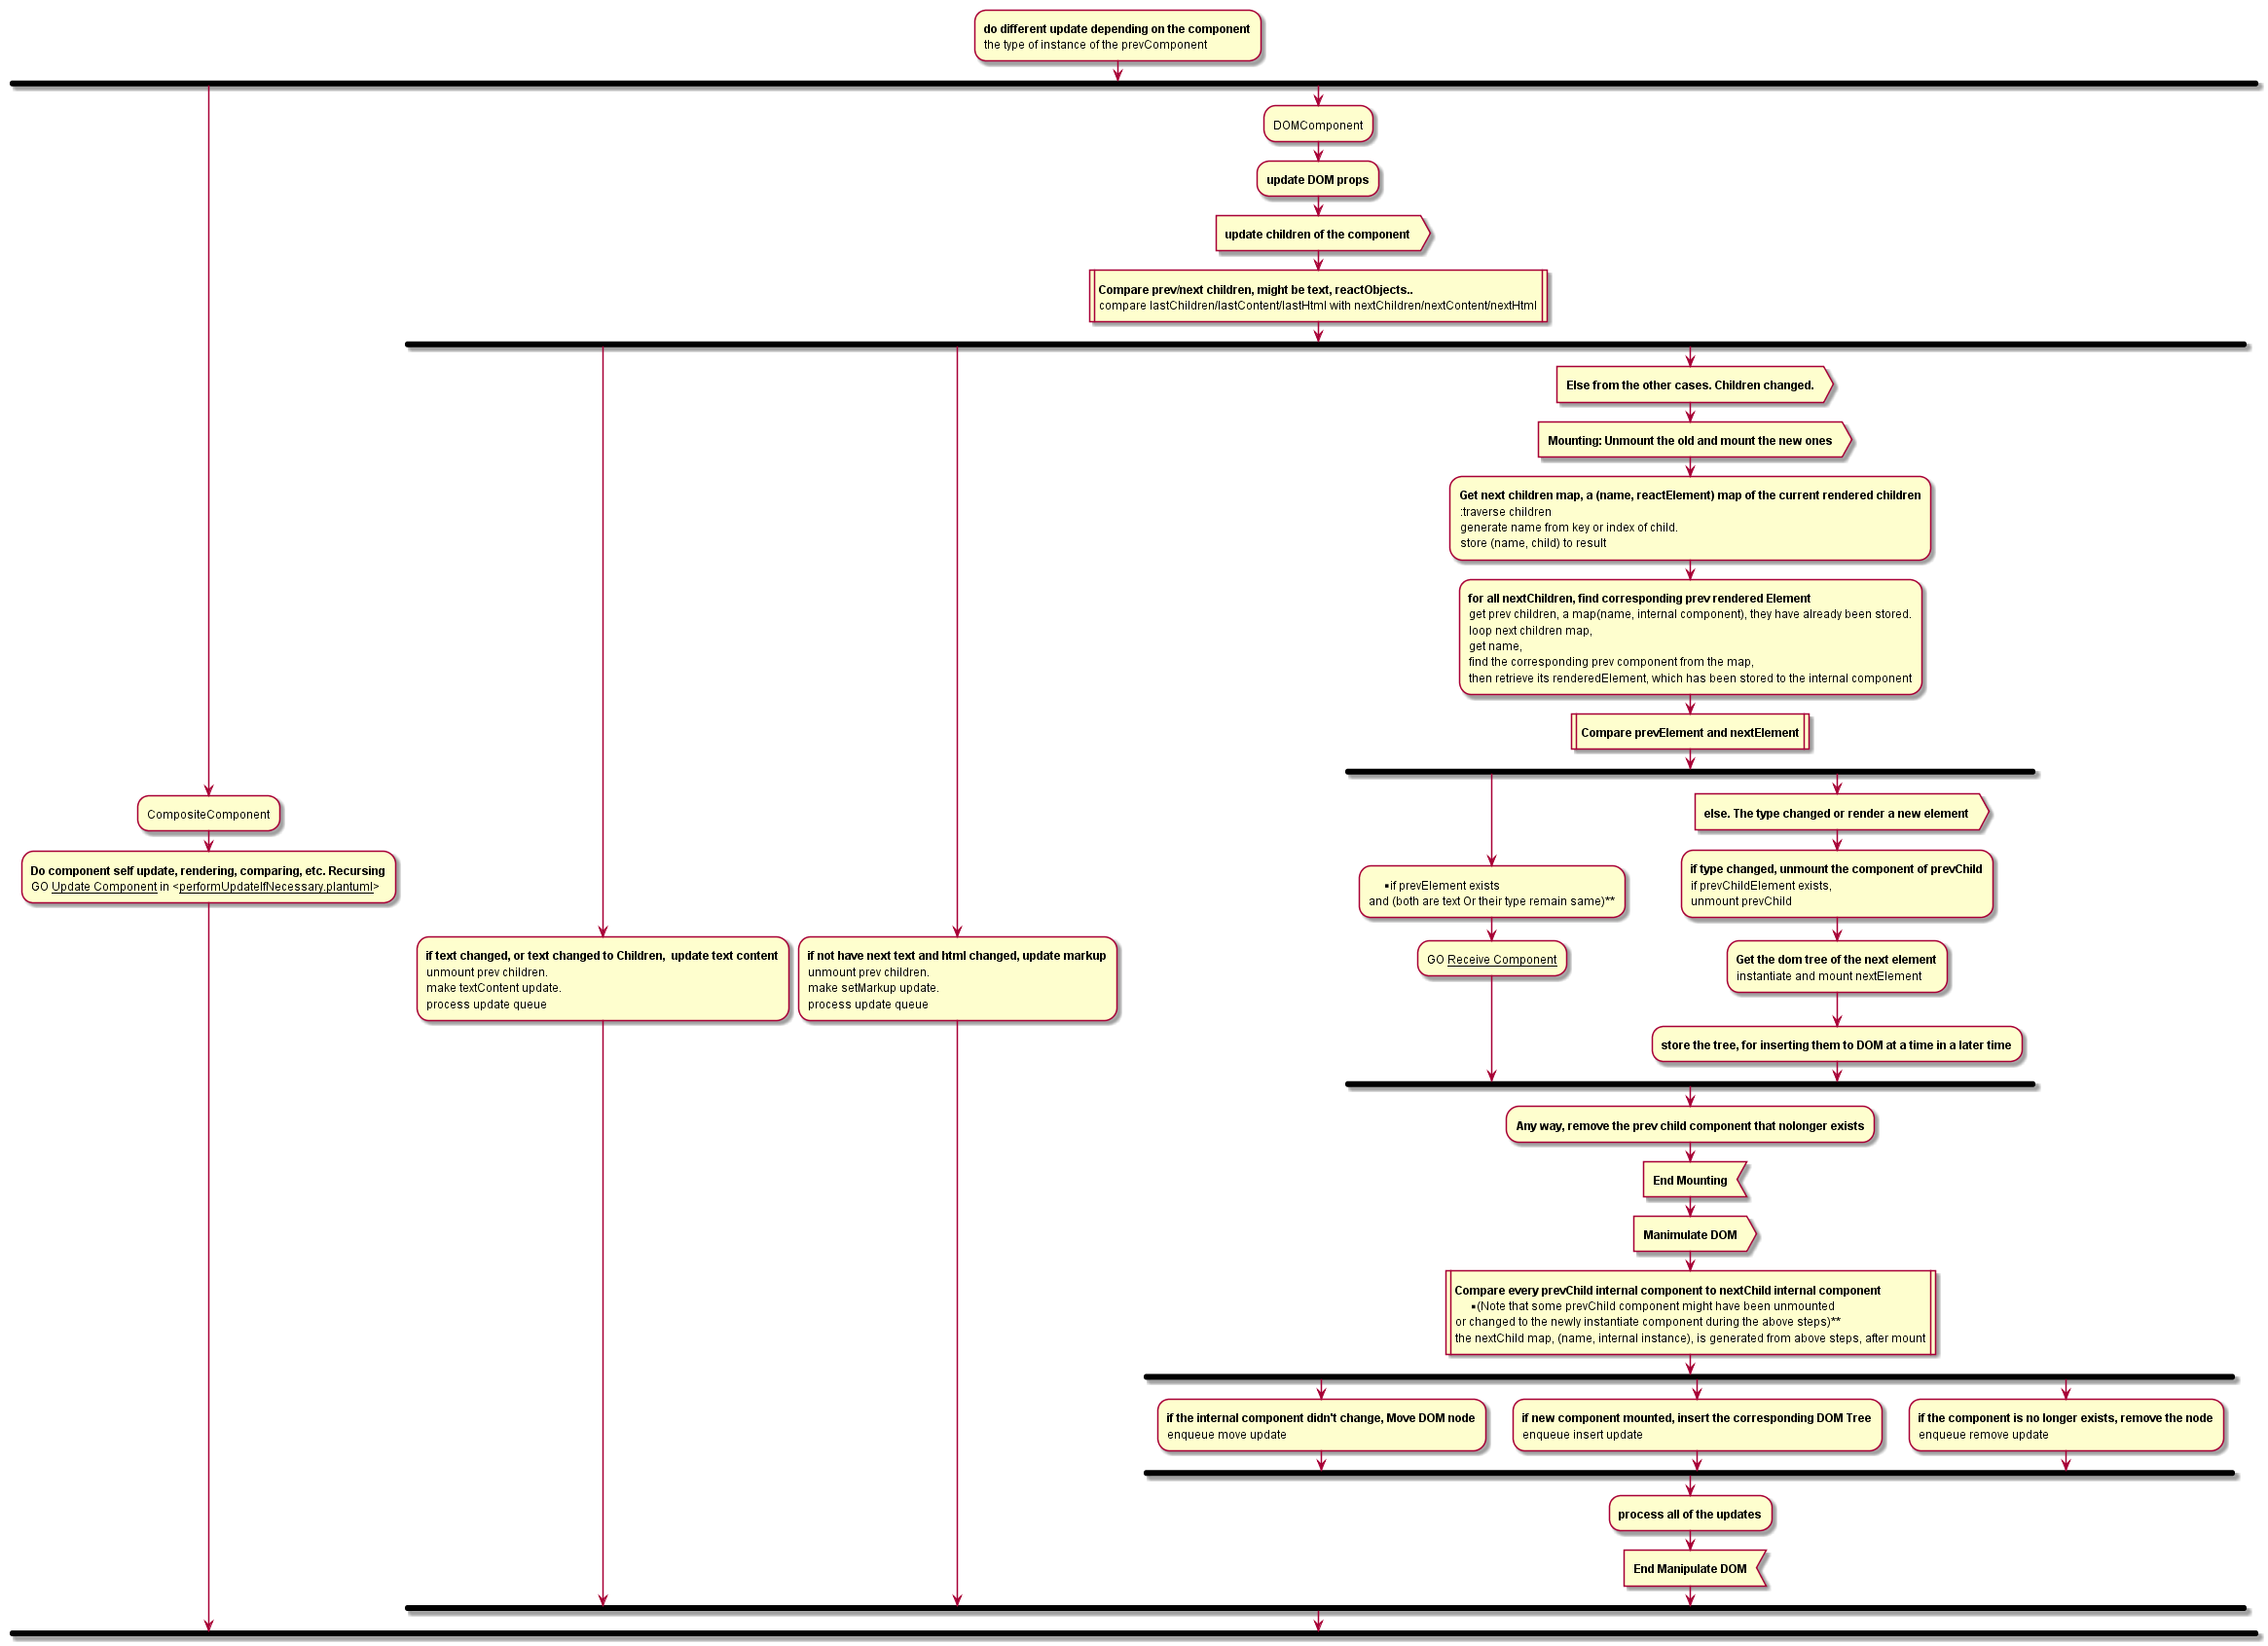 do different update depending on the component
the type of instance of the prevComponent
DOMComponent
update DOM props
update children of the component
Compare prev/next children, might be text, reactObjects..
compare lastChildren/lastContent/lastHtml with nextChildren/nextContent/nextHtml
Else from the other cases. Children changed.
Mounting: Unmount the old and mount the new ones
Get next children map, a (name, reactElement) map of the current rendered children
:traverse children
generate name from key or index of child.
store (name, child) to result
for all nextChildren, find corresponding prev rendered Element
get prev children, a map(name, internal component), they have already been stored.
loop next children map,
get name,
find the corresponding prev component from the map,
then retrieve its renderedElement, which has been stored to the internal component
Compare prevElement and nextElement
CompositeComponent
Do component self update, rendering, comparing, etc. Recursing
GO Update Component in <performUpdateIfNecessary.plantuml>
if text changed, or text changed to Children,  update text content
unmount prev children.
make textContent update.
process update queue
if not have next text and html changed, update markup
unmount prev children.
make setMarkup update.
process update queue
▪if prevElement exists
and (both are text Or their type remain same)**
GO Receive Component
else. The type changed or render a new element
if type changed, unmount the component of prevChild
if prevChildElement exists,
unmount prevChild
Get the dom tree of the next element
instantiate and mount nextElement
store the tree, for inserting them to DOM at a time in a later time
Any way, remove the prev child component that nolonger exists
End Mounting
Manimulate DOM
Compare every prevChild internal component to nextChild internal component
▪(Note that some prevChild component might have been unmounted
or changed to the newly instantiate component during the above steps)**
the nextChild map, (name, internal instance), is generated from above steps, after mount
if the internal component didn't change, Move DOM node
enqueue move update
if new component mounted, insert the corresponding DOM Tree
enqueue insert update
if the component is no longer exists, remove the node
enqueue remove update
process all of the updates
End Manipulate DOM